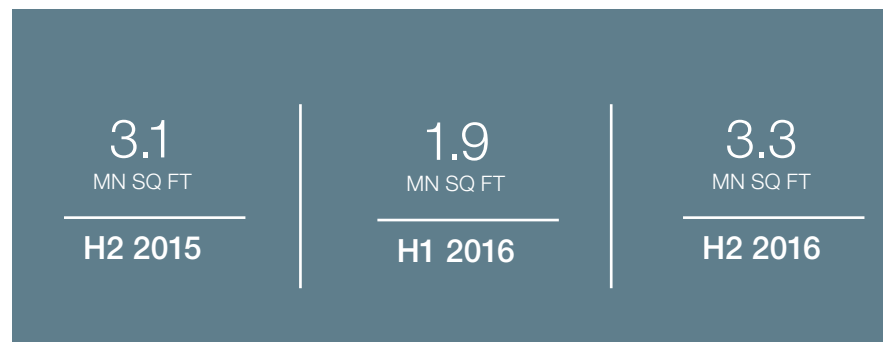 3.1
MN SQ FT
H2 2015
1.9
MN SQ FT
H1 2016
3.3
MN SQ FT
H2 2016